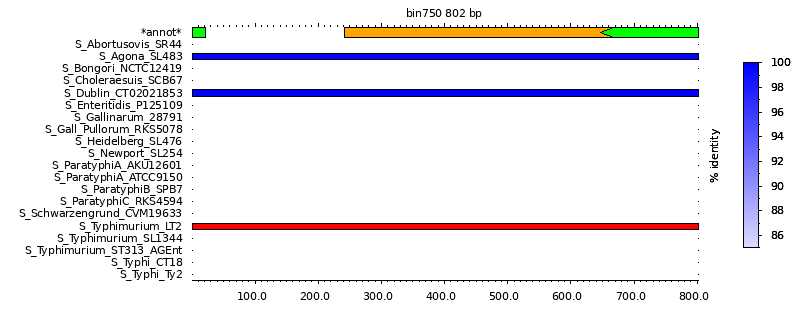 bin750 802 bp
*annot*
S_Abortusovis_SR44
S_Agona_SL483
S_Bongori_NCTC12419
S_Choleraesuis_SCB67
S_Dublin_CT02021853
S_Enteritidis_P125109
S_Gallinarum_28791
S_Gall_Pullorum_RKS5078
S_Heidelberg_SL476
S_Newport_SL254
S_ParatyphiA_AKU12601
S_ParatyphiA_ATCC9150
S_ParatyphiB_SPB7
S_ParatyphiC_RKS4594
S_Schwarzengrund_CVM19633
S_Typhimurium_LT2
S_Typhimurium_SL1344
S_Typhimurium_ST313_AGEnt
S_Typhi_CT18
S_Typhi_Ty2
100.0 200.0 300.0 400.0 500.0 600.0 700.0 800.0
% identity
100
98
96
94
92
90
88
86